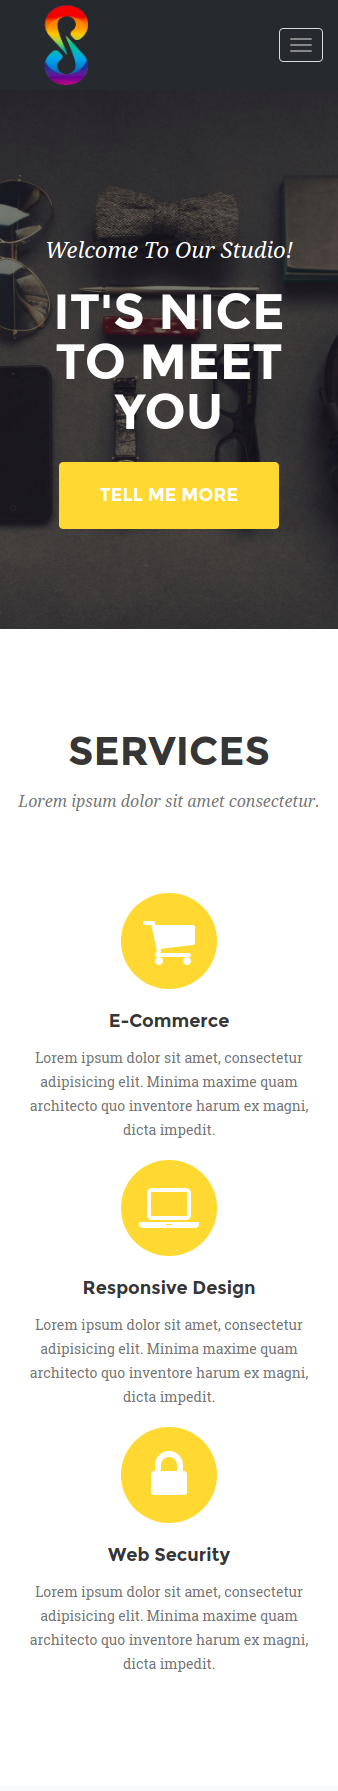 Welcome To Our Studio!
IT'S NICE
TO MEET
YOU
TELL ME MORE
SERVICES
Lorem ipsum dolor sit amet consectetur.
E-Commerce
Lorem ipsum dolor sit amet, consectetur
adipisicing elit. Minima maxime quam
architecto quo inventore harum ex magni,
dicta impedit.
Responsive Design
Lorem ipsum dolor sit amet, consectetur
adipisicing elit. Minima maxime quam
architecto quo inventore harum ex magni,
dicta impedit.
Web Security
Lorem ipsum dolor sit amet, consectetur
adipisicing elit. Minima maxime quam
architecto quo inventore harum ex magni,
dicta impedit.